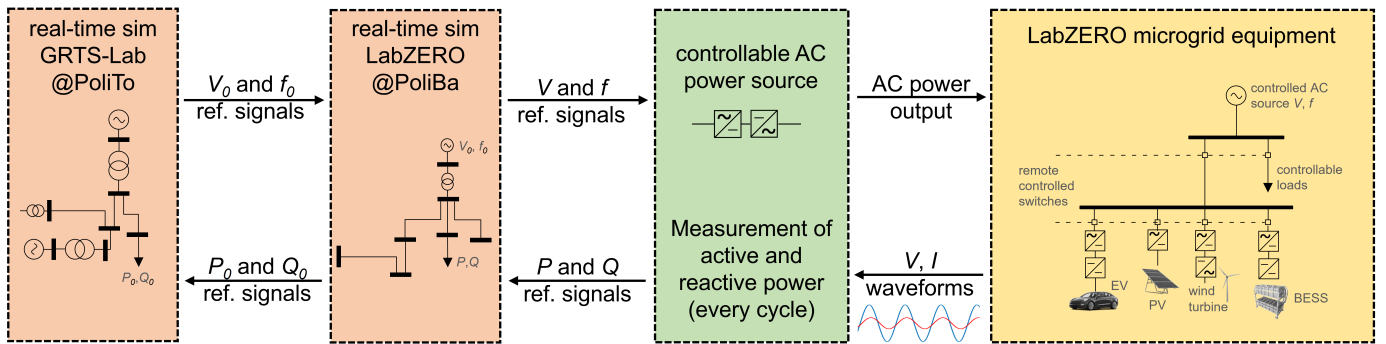 real-time sim
GRTS-Lab
@PoliTo
P₀,Q₀
V₀ and f₀
ref. signals
P₀ and Q₀
ref. signals
real-time sim
LabZERO
@PoliBa
V₀, f₀
P,Q
V and f
ref. signals
P and Q
ref. signals
controllable AC
power source
Measurement of
active and
reactive power
(every cycle)
AC power
output
V, I
waveforms
LabZERO microgrid equipment
controlled AC
source V, f
remote
controlled
switches
controllable
loads
EV
PV
wind
turbine
BESS